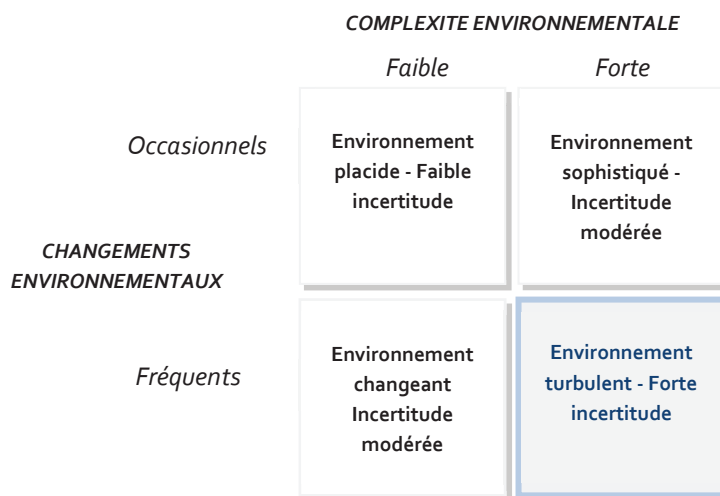 COMPLEXITE ENVIRONNEMENTALE
Faible
Forte
Occasionnels
Environnement
placide - Faible
incertitude
Environnement
sophistiqué -
Incertitude
modérée
CHANGEMENTS
ENVIRONNEMENTAUX
Fréquents
Environnement
changeant
Incertitude
modérée
Environnement
turbulent - Forte
incertitude